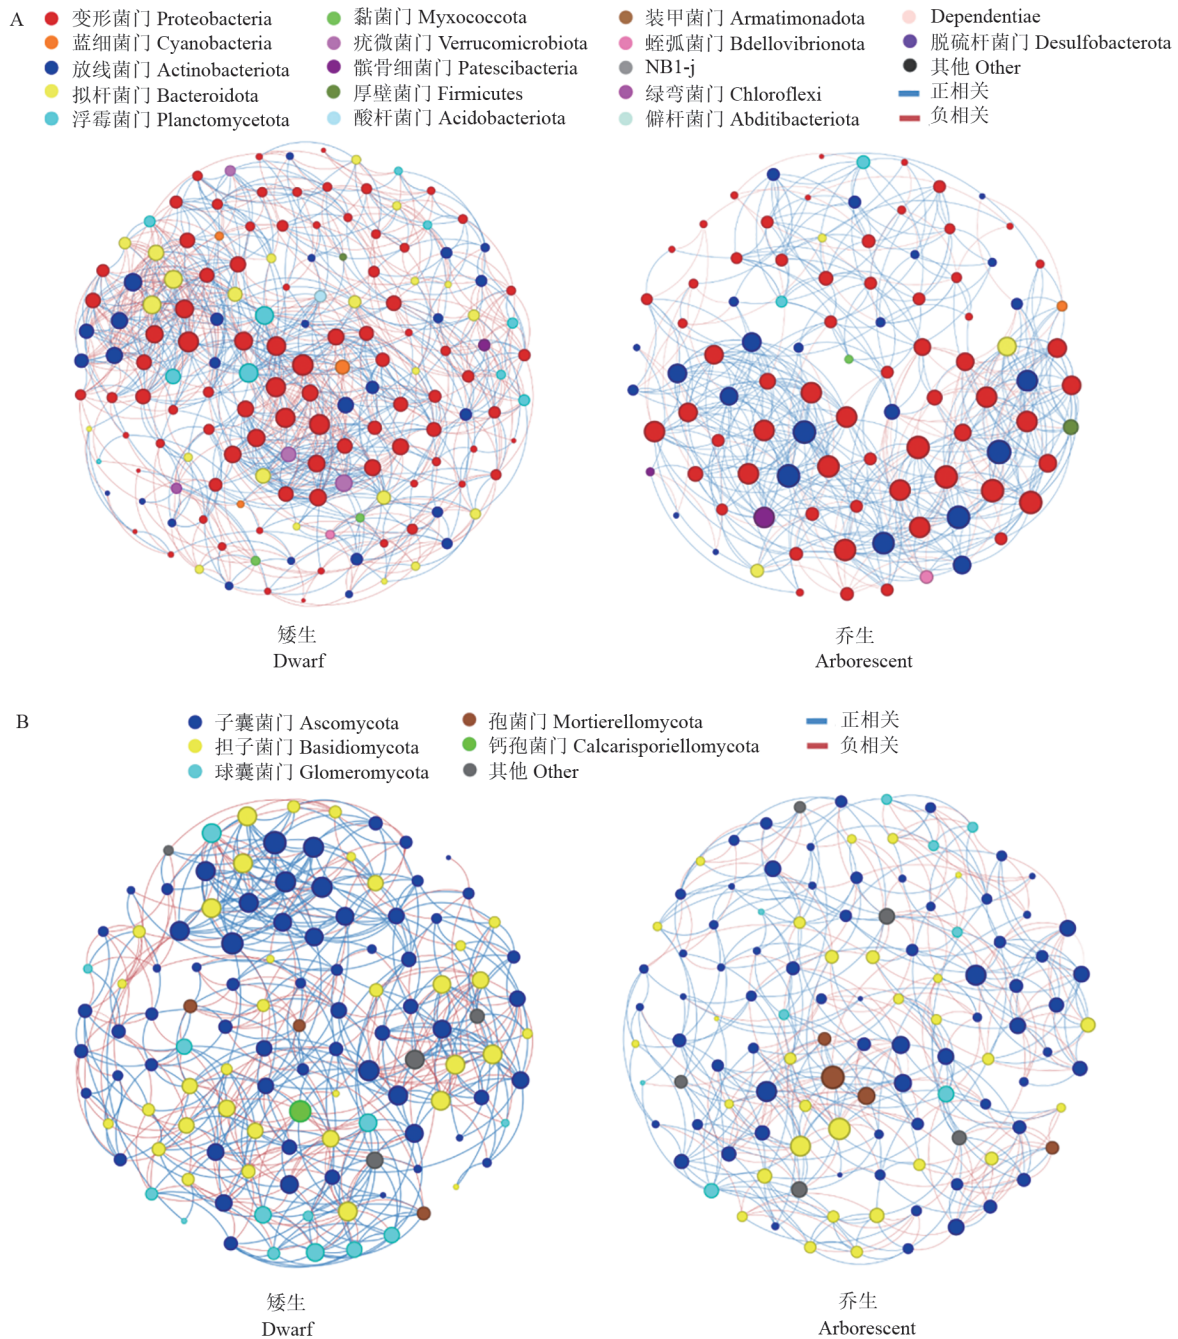 A
变形菌门 Proteobacteria
蓝细菌门 Cyanobacteria
放线菌门 Actinobacteriota
拟杆菌门 Bacteroidota
浮霉菌门 Planctomycetota
黏菌门 Myxococcota
疣微菌门 Verrucomicrobiota
髌骨细菌门 Patescibacteria
厚壁菌门 Firmicutes
酸杆菌门 Acidobacteriota
装甲菌门 Armatimonadota
蛭弧菌门 Bdellovibrionota
NB1-j
绿弯菌门 Chloroflexi
僻杆菌门 Abditibacteriota
Dependentiae
脱硫杆菌门 Desulfobacterota
其他 Other
正相关
负相关
矮生
Dwarf
乔生
Arborescent
B
子囊菌门 Ascomycota
担子菌门 Basidiomycota
球囊菌门 Glomeromycota
孢菌门 Mortierellomycota
钙孢菌门 Calcarisporiellomycota
其他 Other
正相关
负相关
矮生
Dwarf
乔生
Arborescent